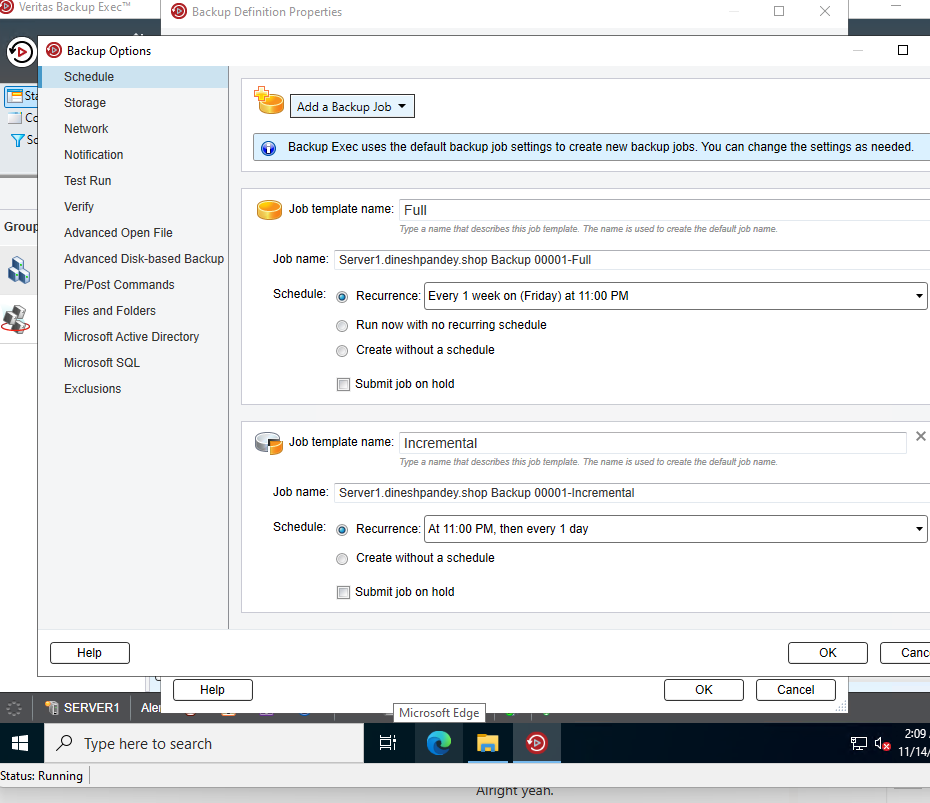 Veritas Backup Exec™
Backup Definition Properties
Backup Options
Schedule
Storage
Network
Notification
Test Run
Verify
Advanced Open File
Advanced Disk-based Backup
Pre/Post Commands
Files and Folders
Microsoft Active Directory
Microsoft SQL
Exclusions
Sta
Co
So
Group
Add a Backup Job
Backup Exec uses the default backup job settings to create new backup jobs. You can change the settings as needed.
Job template name: Full
Type a name that describes this job template. The name is used to create the default job name.
Job name: Server1.dineshpandey.shop Backup 00001-Full
Schedule: Recurrence: Every 1 week on (Friday) at 11:00 PM
Run now with no recurring schedule
Create without a schedule
Submit job on hold
Job template name: Incremental
Type a name that describes this job template. The name is used to create the default job name.
Job name: Server1.dineshpandey.shop Backup 00001-Incremental
Schedule: Recurrence: At 11:00 PM, then every 1 day
Create without a schedule
Submit job on hold
Help OK Canc
Help OK Cancel
SERVER1 Aler
Microsoft Edge
Type here to search
2:09
11/14/
Status: Running
Alright yeah.